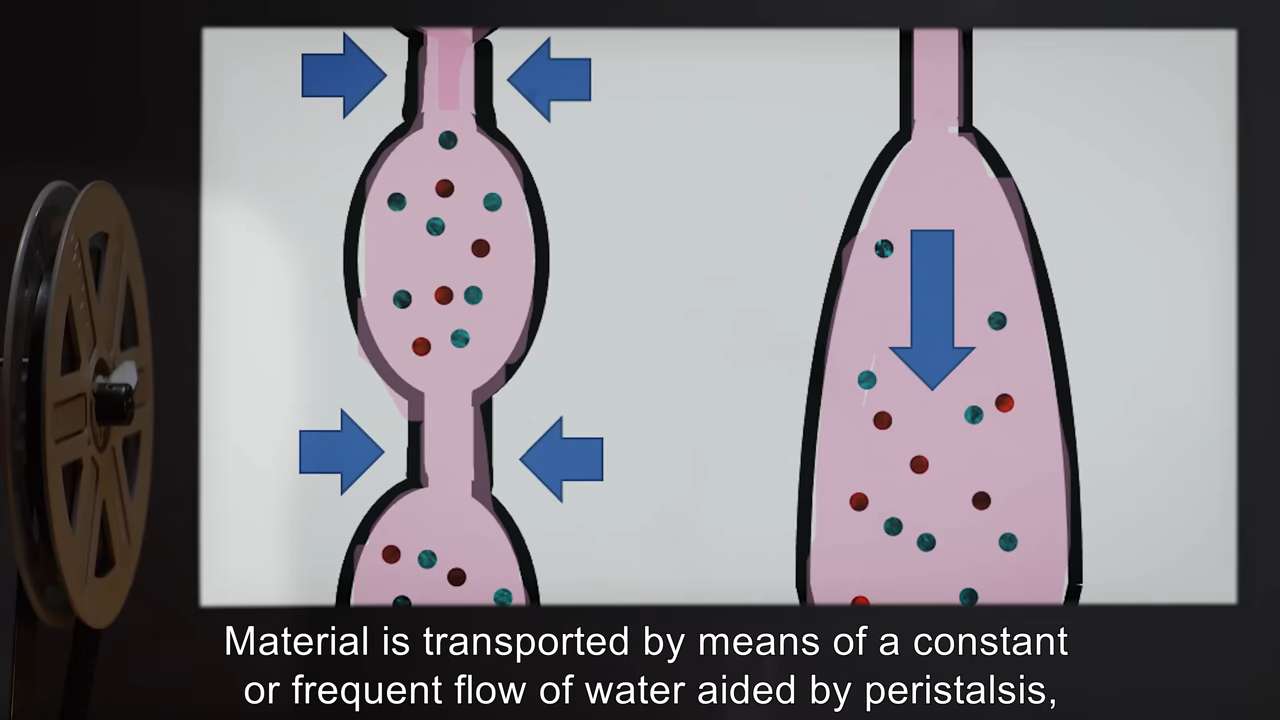 Material is transported by means of a constant
or frequent flow of water aided by peristalsis,